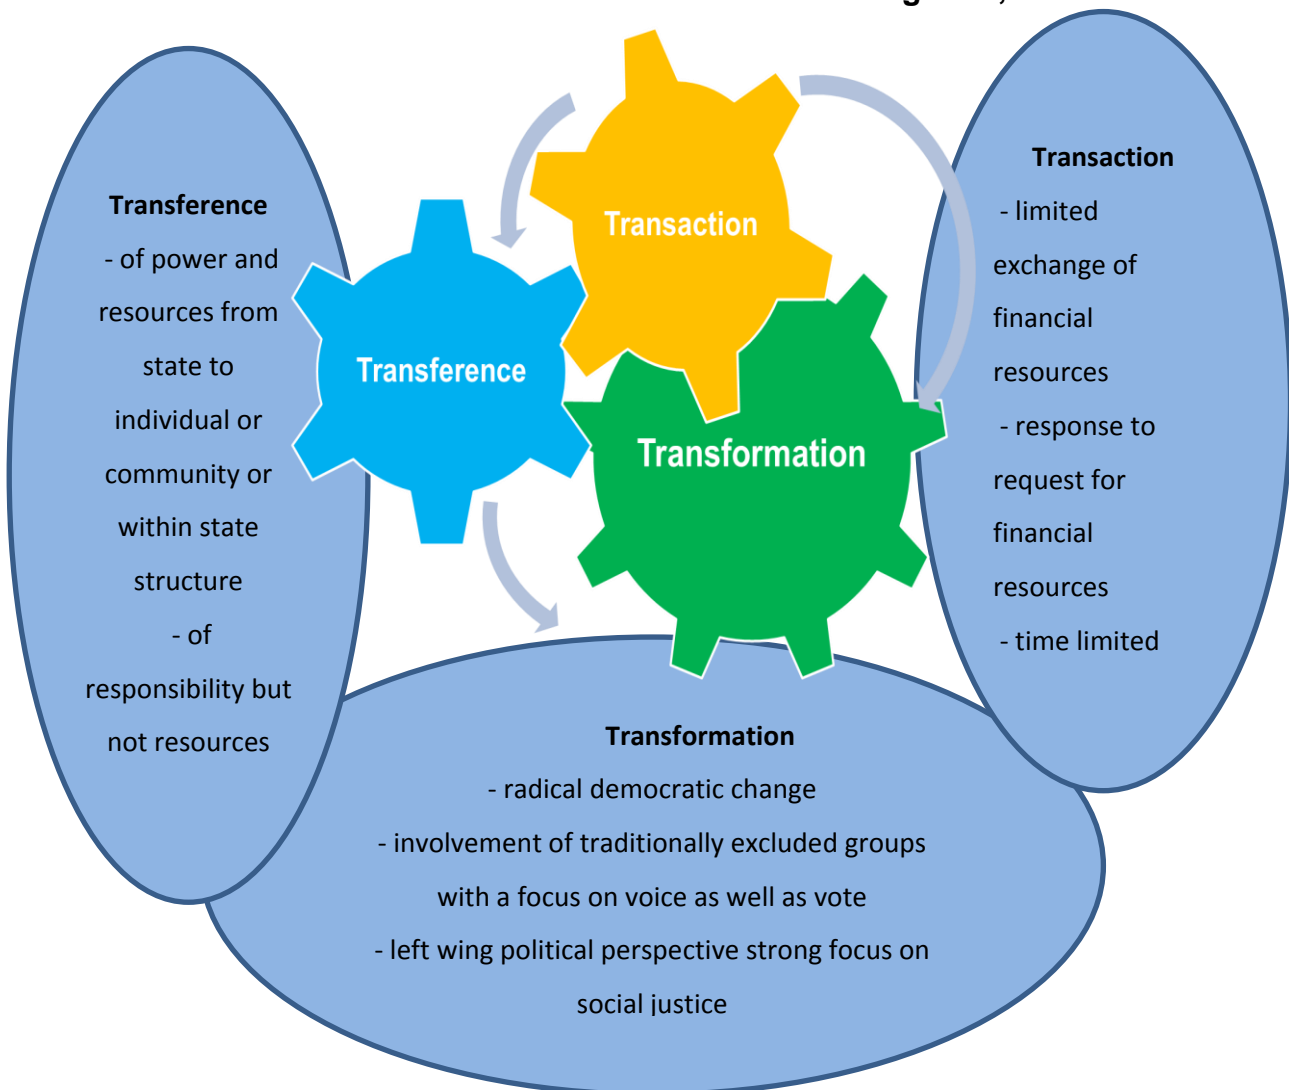 Transference
- of power and
resources from
state to
individual or
community or
within state
structure
- of
responsibility but
not resources
Transaction
Transference
Transformation
Transaction
- limited
exchange of
financial
resources
- response to
request for
financial
resources
- time limited
Transformation
- radical democratic change
- involvement of traditionally excluded groups
with a focus on voice as well as vote
- left wing political perspective strong focus on
social justice